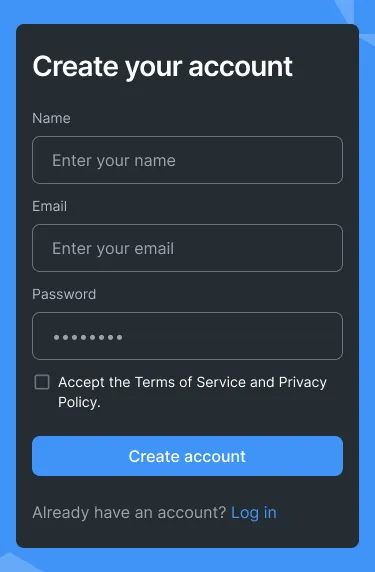 Create your account
Name
Enter your name
Email
Enter your email
Password
••••••••
Accept the Terms of Service and Privacy
Policy.
Create account
Already have an account? Log in